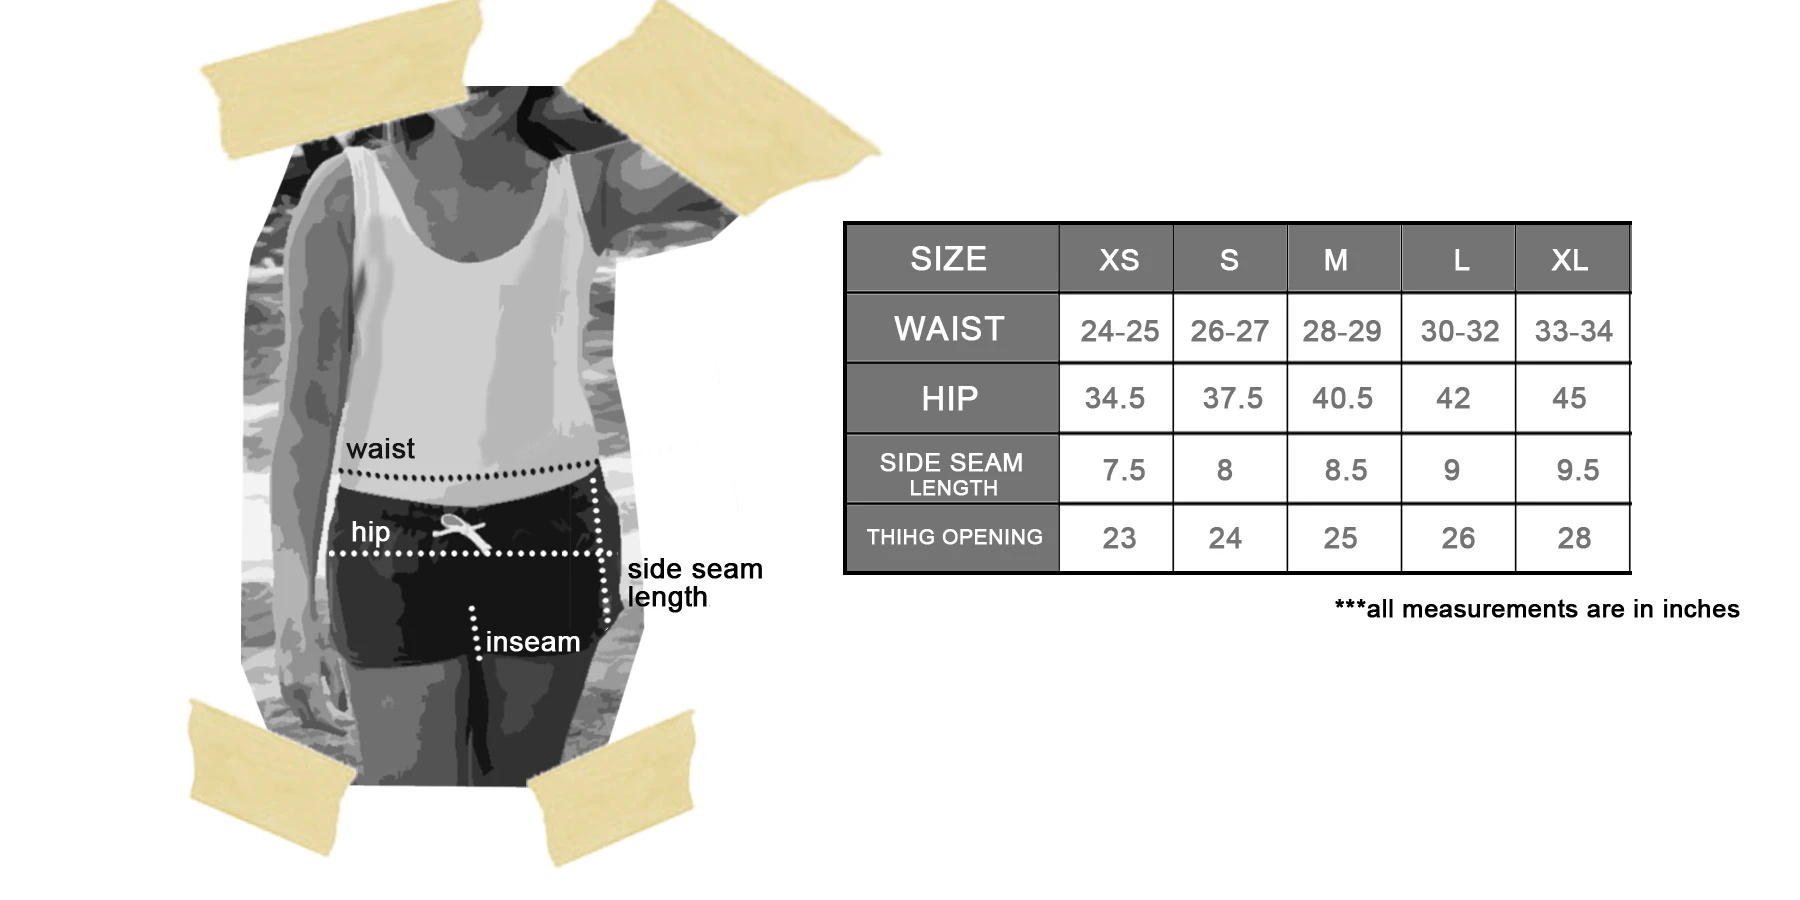 waist
hip
side seam
length
inseam
SIZE XS S M L XL
WAIST 24-25 26-27 28-29 30-32 33-34
HIP 34.5 37.5 40.5 42 45
SIDE SEAM
LENGTH 7.5 8 8.5 9 9.5
THIHG OPENING 23 24 25 26 28
***all measurements are in inches